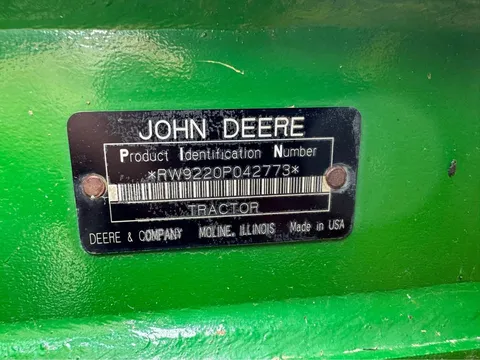 JOHN DEERE
Product Identification Number
*RW9220P042773*
TRACTOR
DEERE & COMPANY MOLINE, ILLINOIS Made in USA